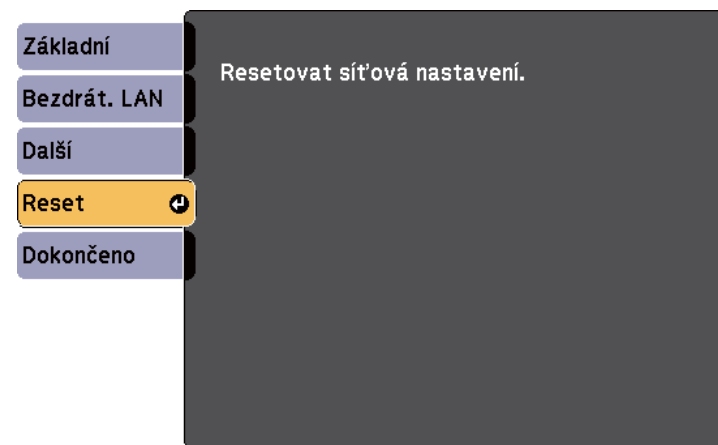 Základní
Bezdrát. LAN
Další
Reset
Dokončeno
Resetovat síťová nastavení.